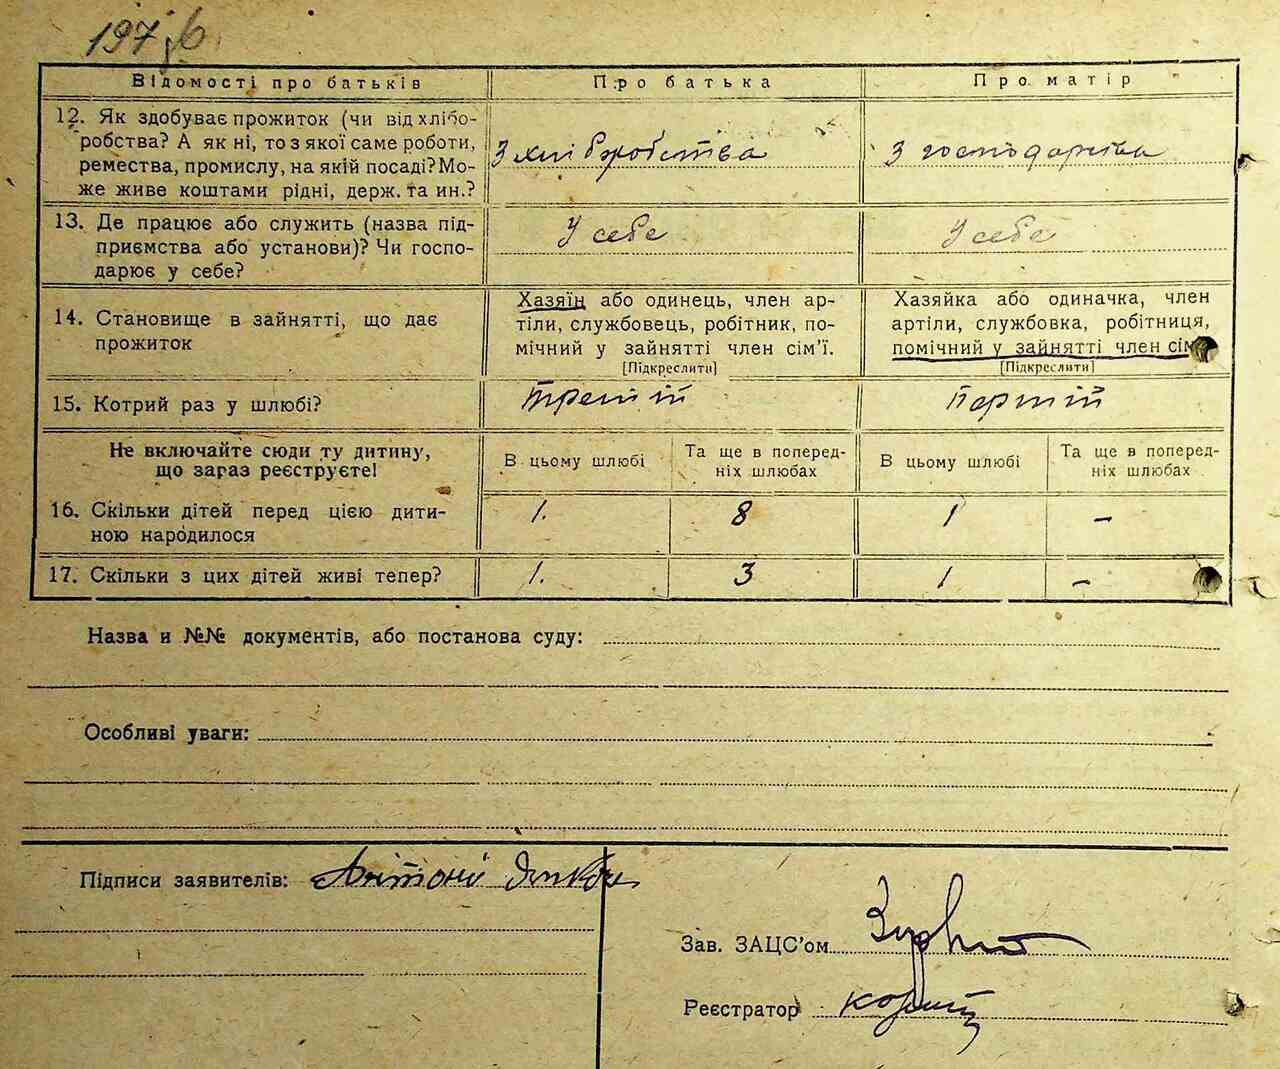 197
Відомості про батьків Про батька Про матір
12. Як здобуває прожиток (чи від хлібо-
робства? А як ні, то з якої саме роботи,
ремества, промислу, на якій посаді? Мо-
же живе коштами рідні, держ. та ин.?
З хліборобства З господарства
13. Де працює або служить (назва під-
приємства або установи)? Чи госпо-
дарює у себе?
У себе У себе
14. Становище в зайнятті, що дає
прожиток
Хазяїн або одинець, член ар-
тіли, службовець, робітник, по-
мічний у зайнятті член сім'ї.
[Підкреслити]
Хазяйка або одиначка, член
артіли, службовка, робітниця,
помічний у зайнятті член сім'
[Підкреслити]
15. Котрий раз у шлюбі? третій перший
Не включайте сюди ту дитину,
що зараз реєструєте!
В цьому шлюбі Та ще в поперед-
ніх шлюбах В цьому шлюбі Та ще в поперед-
ніх шлюбах
16. Скільки дітей перед цією дити-
ною народилося
1. 8 1 –
17. Скільки з цих дітей живі тепер? 1. 3 1 –
Назва и №№ документів, або постанова суду:
Особливі уваги:
Підписи заявителів: Антоні
Зав. ЗАЦС'ом
Реєстратор